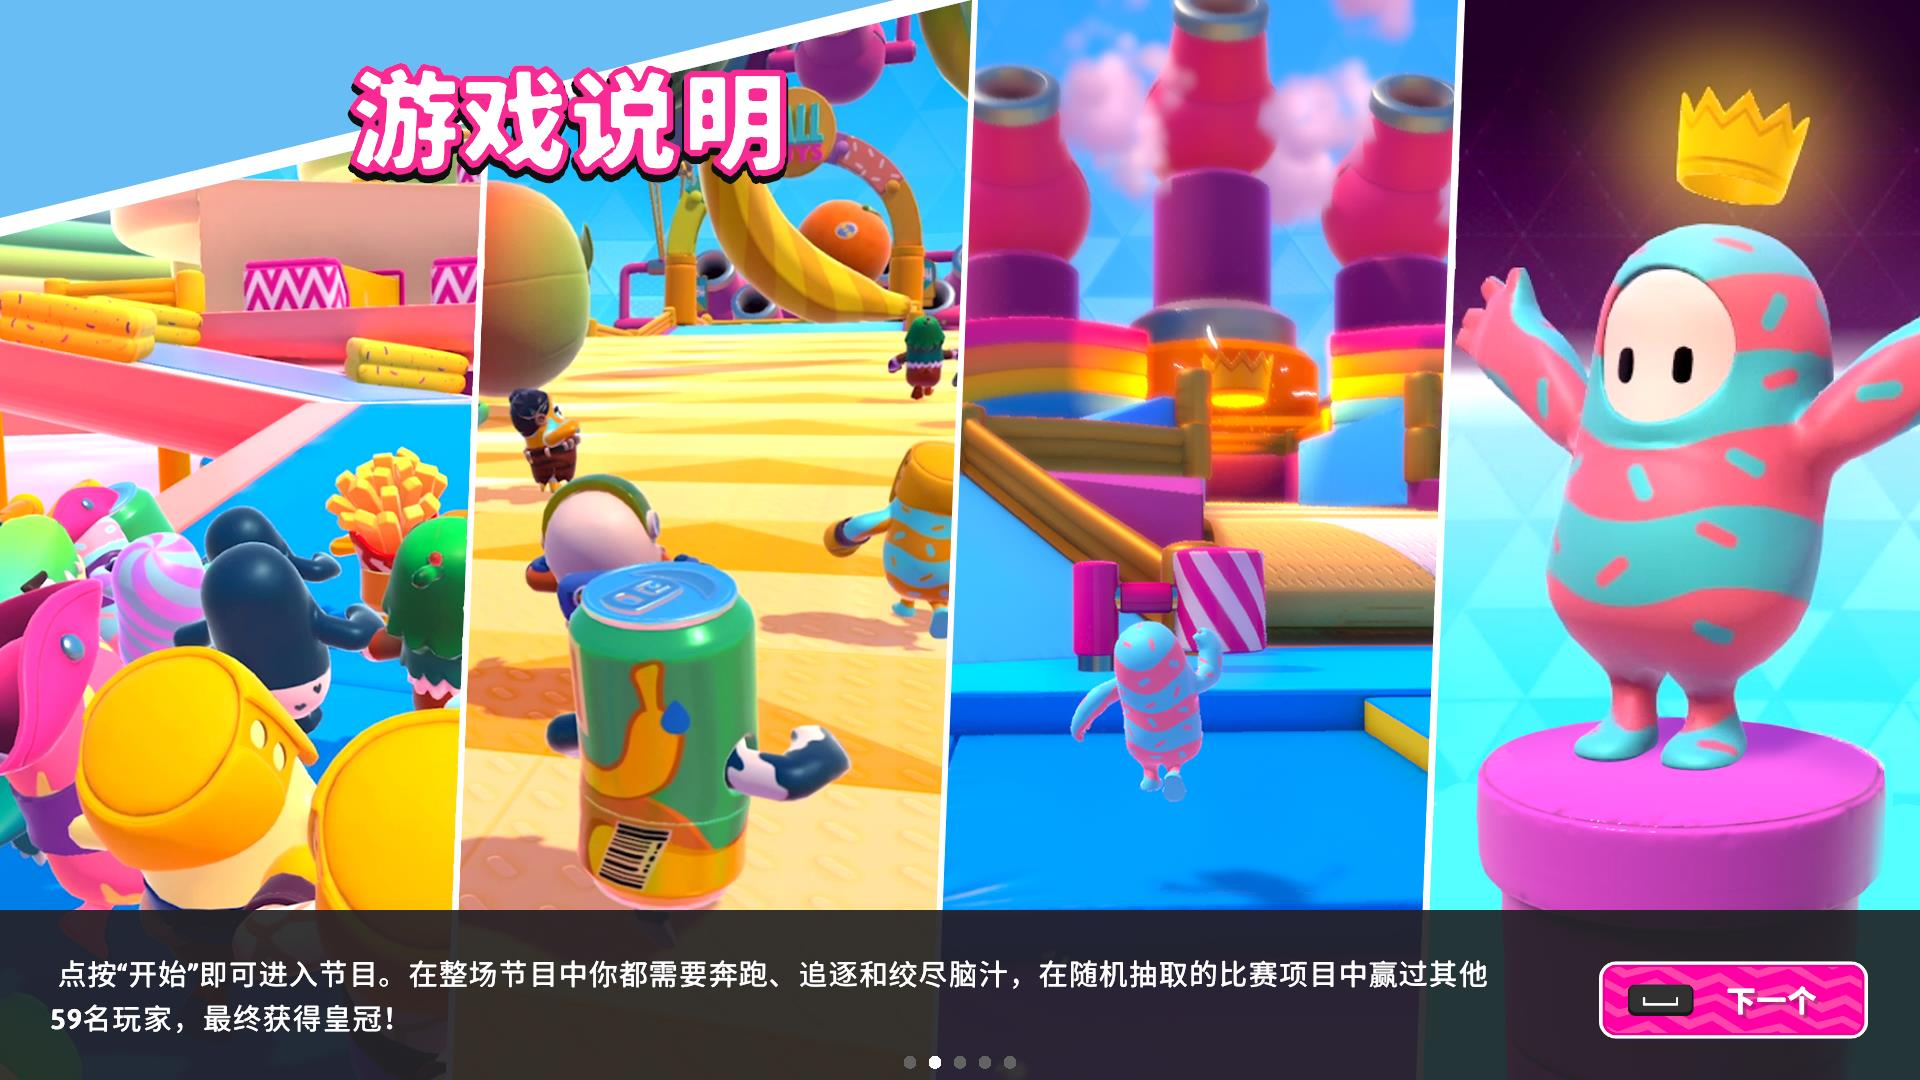 游戏说明
点按“开始”即可进入节目。在整场节目中你都需要奔跑、追逐和绞尽脑汁，在随机抽取的比赛项目中赢过其他
59名玩家，最终获得皇冠！
下一个